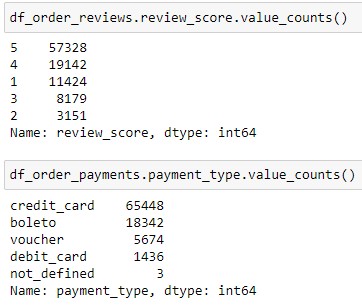 df_order_reviews.review_score.value_counts()
5    57328
4    19142
1    11424
3     8179
2     3151
Name: review_score, dtype: int64
df_order_payments.payment_type.value_counts()
credit_card    65448
boleto         18342
voucher         5674
debit_card      1436
not_defined        3
Name: payment_type, dtype: int64